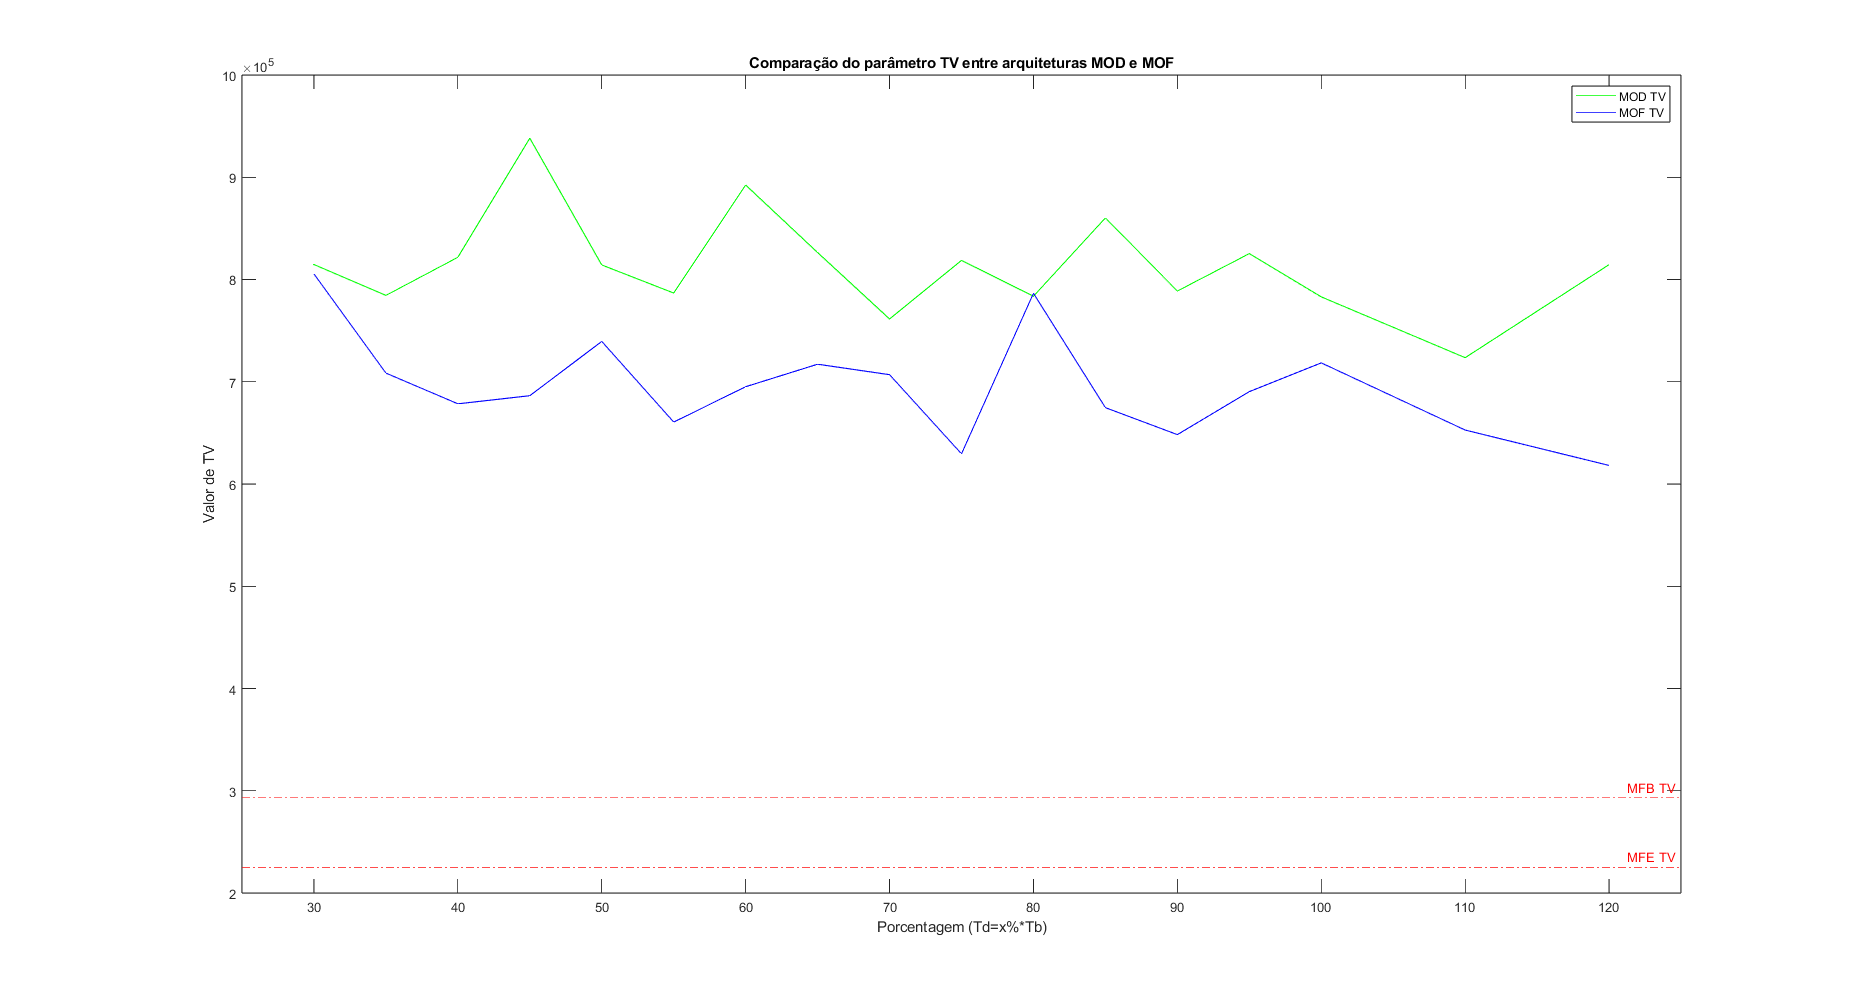 Comparação do parâmetro TV entre arquiteturas MOD e MOF
×10^5
10
9
8
7
6
5
4
3
2
Valor de TV
MOD TV
MOF TV
MFB TV
MFE TV
30 40 50 60 70 80 90 100 110 120
Porcentagem (Td=x%*Tb)